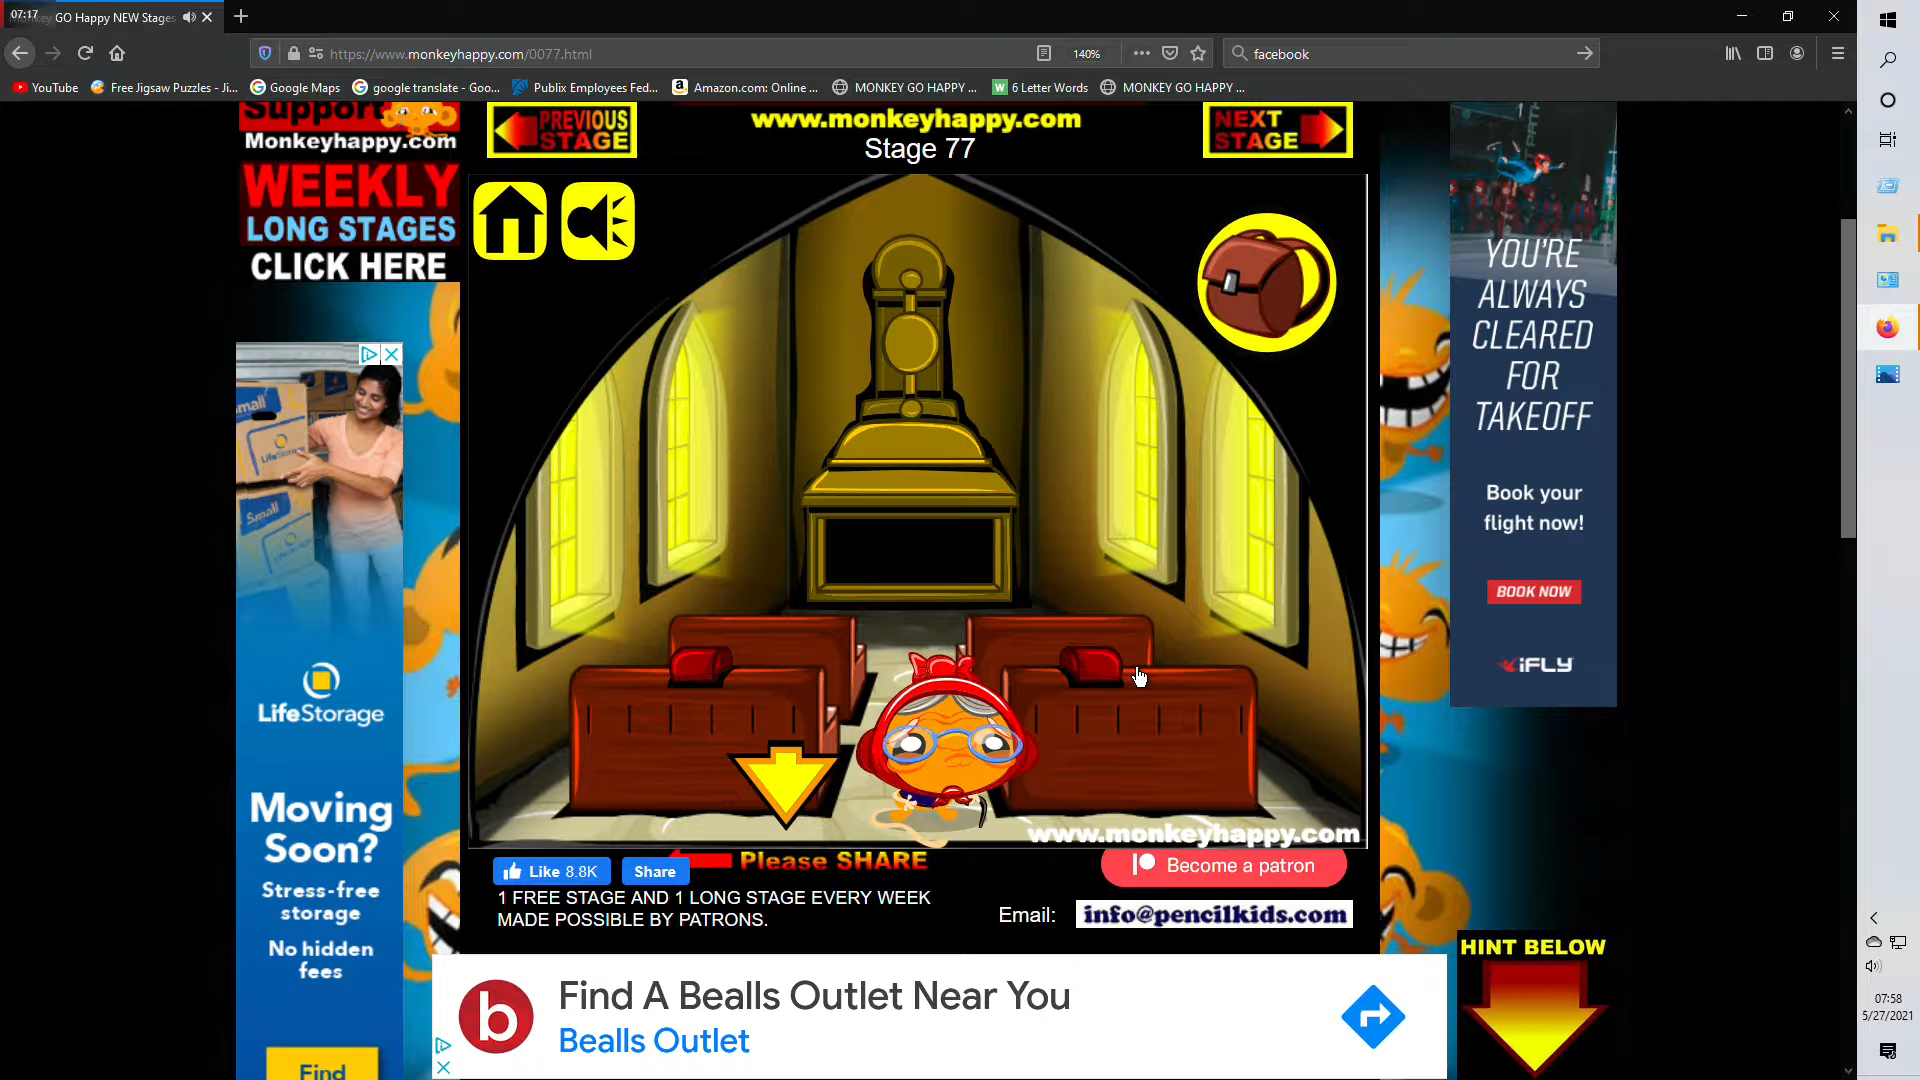 07:17
Monkey GO Happy NEW Stages
https://www.monkeyhappy.com/0077.html
140%
facebook
YouTube
Free Jigsaw Puzzles - Ji...
Google Maps
google translate - Goo...
Publix Employees Fed...
Amazon.com: Online ...
MONKEY GO HAPPY ...
6 Letter Words
MONKEY GO HAPPY ...
Support
Monkeyhappy.com
WEEKLY
LONG STAGES
CLICK HERE
PREVIOUS
STAGE
www.monkeyhappy.com
Stage 77
NEXT
STAGE
small
LifeStorage
Small
LifeStorage
Moving
Soon?
Stress-free
storage
No hidden
fees
Find
YOU'RE
ALWAYS
CLEARED
FOR
TAKEOFF
Book your
flight now!
BOOK NOW
iFLY
www.monkeyhappy.com
Like 8.8K
Share
Please SHARE
Become a patron
1 FREE STAGE AND 1 LONG STAGE EVERY WEEK
MADE POSSIBLE BY PATRONS.
Email:
info@pencilkids.com
HINT BELOW
b
Find A Bealls Outlet Near You
Bealls Outlet
07:58
5/27/2021